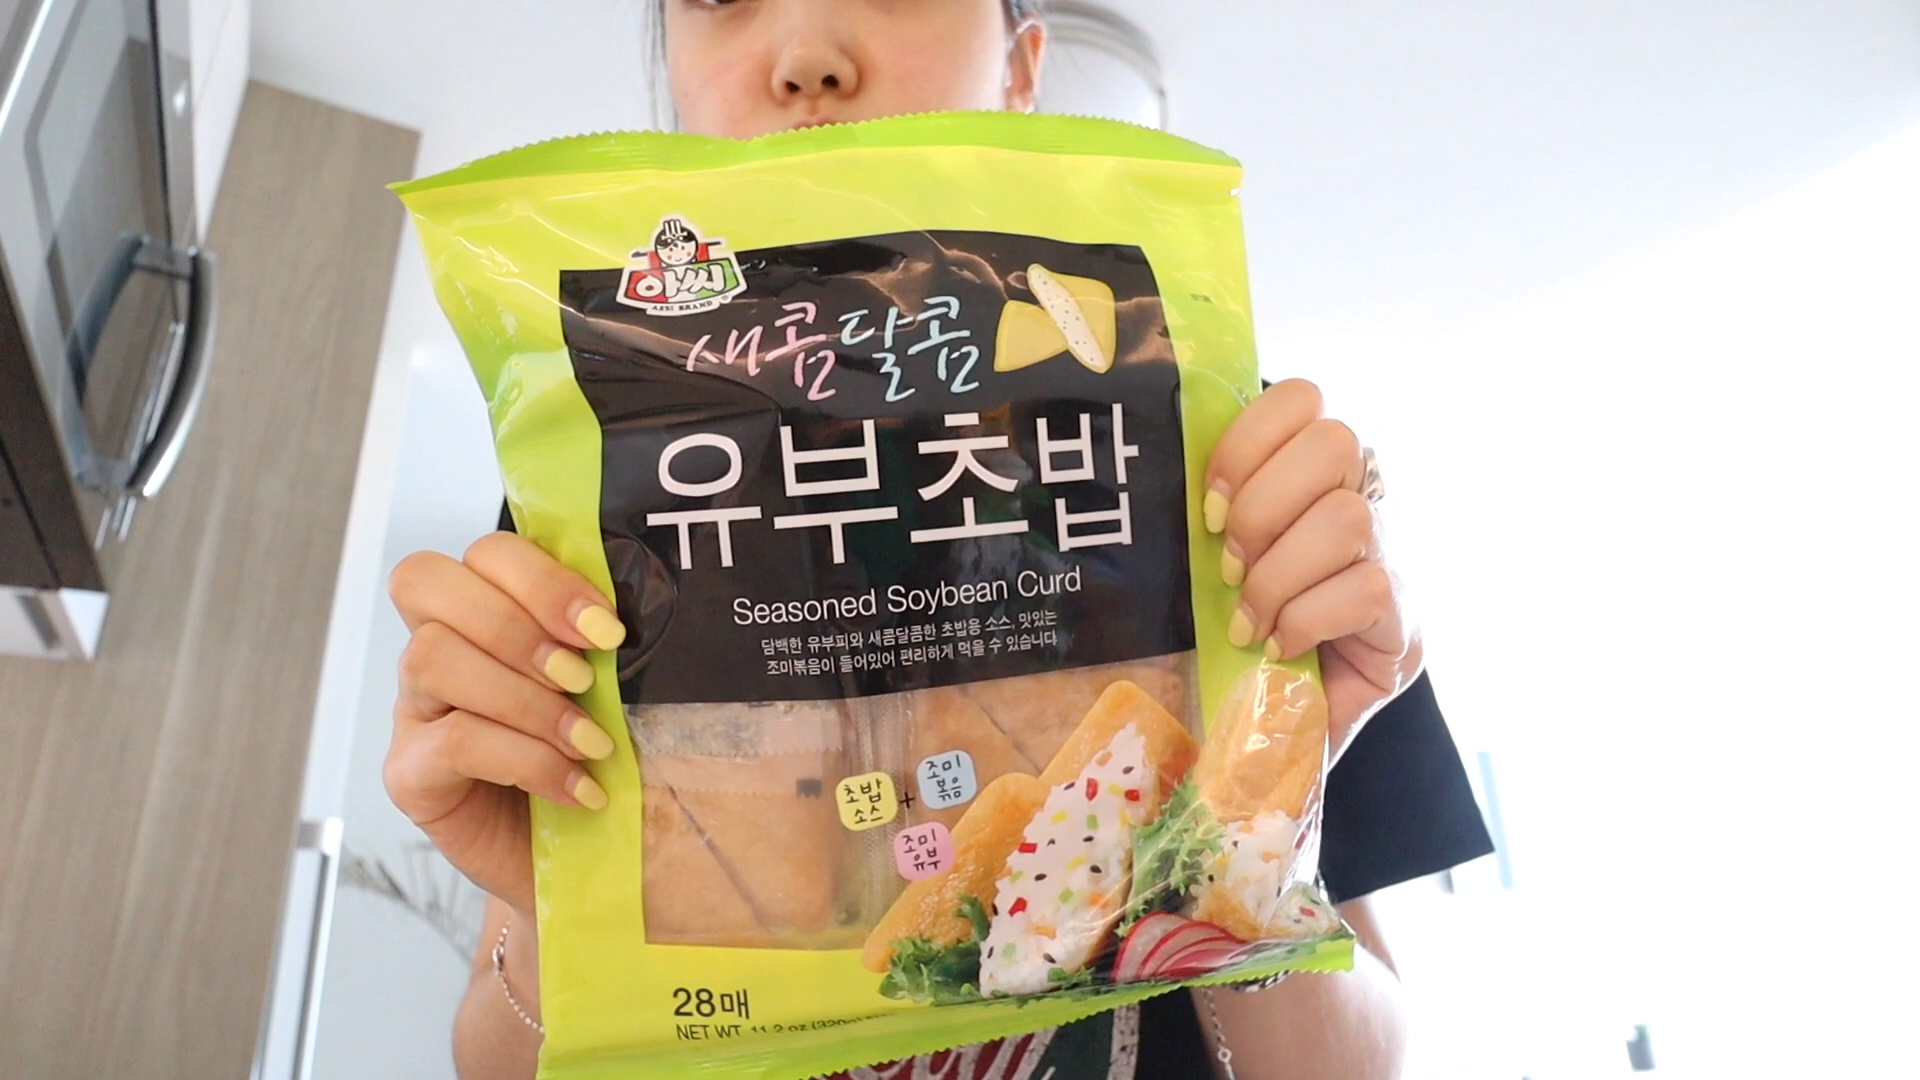 아씨
ASSI BRAND
새콤달콤
유부초밥
Seasoned Soybean Curd
담백한 유부피와 새콤달콤한 초밥용 소스, 맛있는
조미볶음이 들어있어 편리하게 먹을 수 있습니다
초밥
소스
+
조미
볶음
조미
유부
28매
NET WT. 11.2 oz (320g)